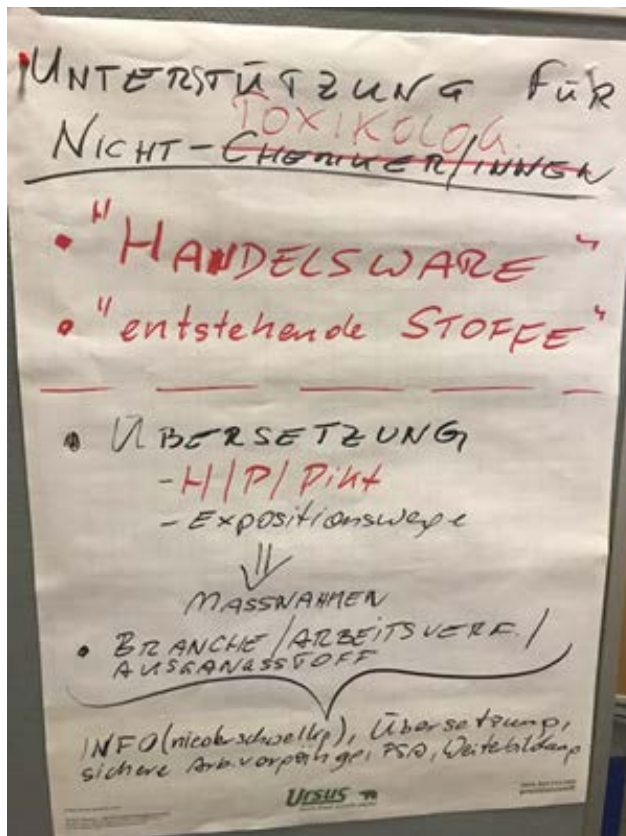 UNTERSTÜTZUNG FüR
TOXIKOLOG.
NICHT-CHEMIKER/INNEN
• "HANDELSWARE"
• "entstehende STOFFE"
• ÜBERSETZUNG
- H/P/Pikt
- Expositionswege
MASSNAHMEN
• BRANCHE/ARBEITSVERF./
AUSGANGSSTOFF
INFO (niederschwellig), Übersetzung,
sichere Arb.vorgänge, PSA, Weiterbildung
Ursus